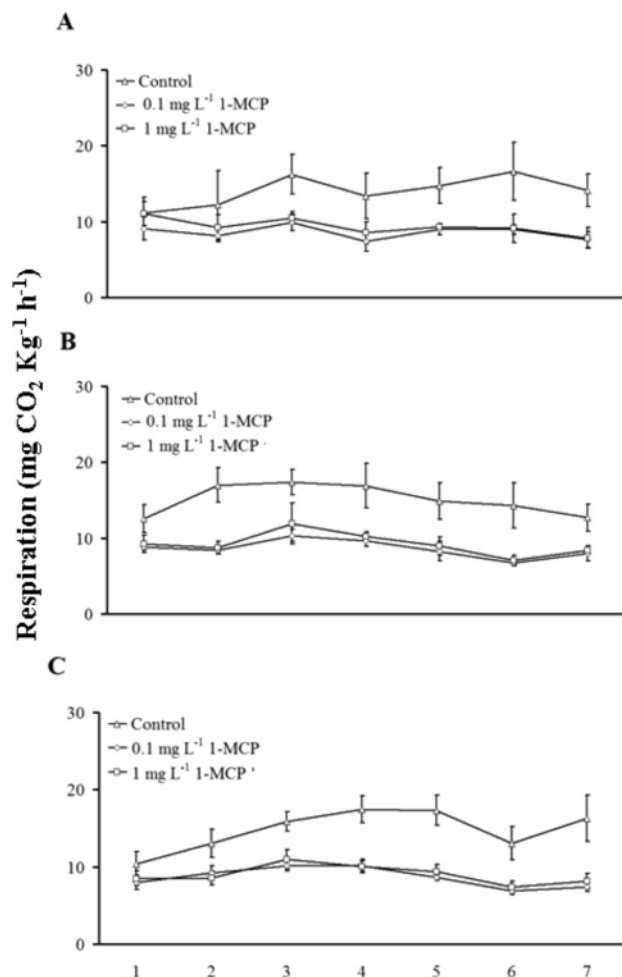 A
30
20
10
0
Control
0.1 mg L⁻¹ 1-MCP
1 mg L⁻¹ 1-MCP
B
30
20
10
0
Control
0.1 mg L⁻¹ 1-MCP
1 mg L⁻¹ 1-MCP
Respiration (mg CO₂ Kg⁻¹ h⁻¹)
C
30
20
10
0
Control
0.1 mg L⁻¹ 1-MCP
1 mg L⁻¹ 1-MCP
1 2 3 4 5 6 7